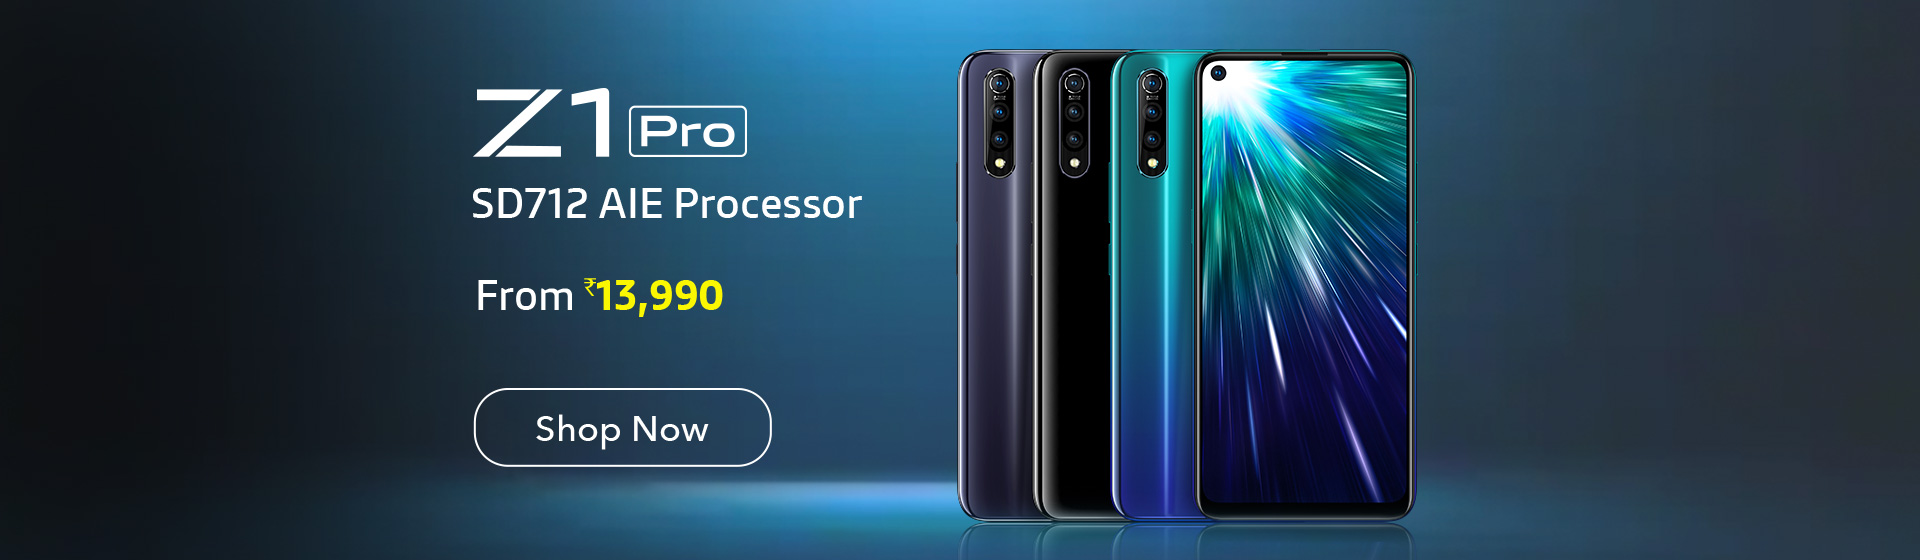 Z1 Pro
SD712 AIE Processor
From ₹13,990
Shop Now